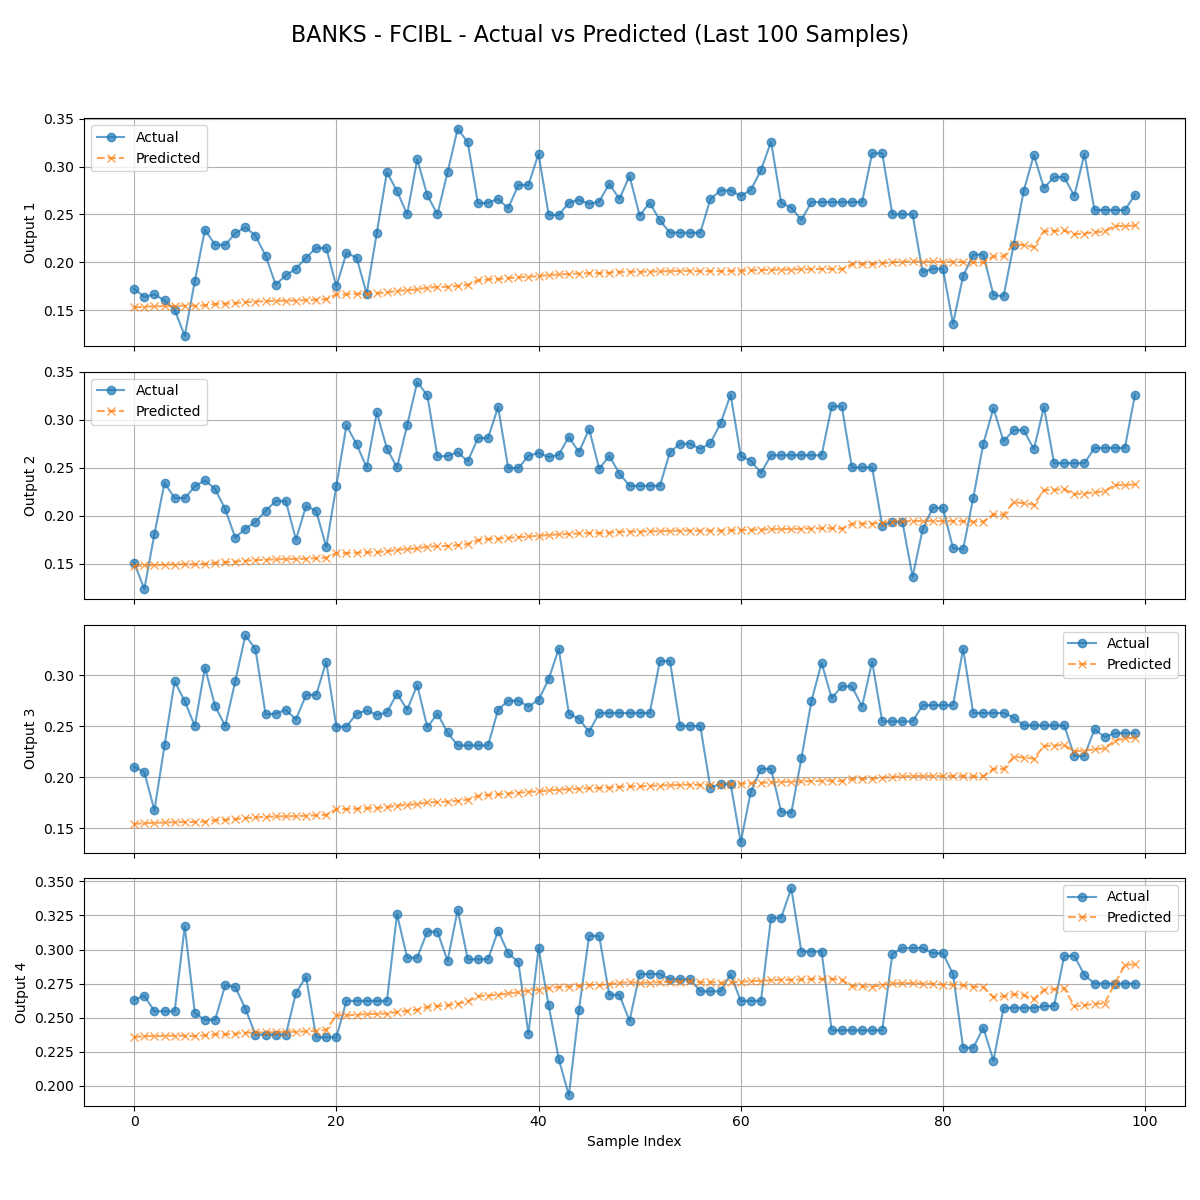 BANKS - FCIBL - Actual vs Predicted (Last 100 Samples)
Actual
Predicted
Output 1
0.35
0.30
0.25
0.20
0.15
Actual
Predicted
Output 2
0.35
0.30
0.25
0.20
0.15
Actual
Predicted
Output 3
0.30
0.25
0.20
0.15
Actual
Predicted
Output 4
0.350
0.325
0.300
0.275
0.250
0.225
0.200
0 20 40 60 80 100
Sample Index